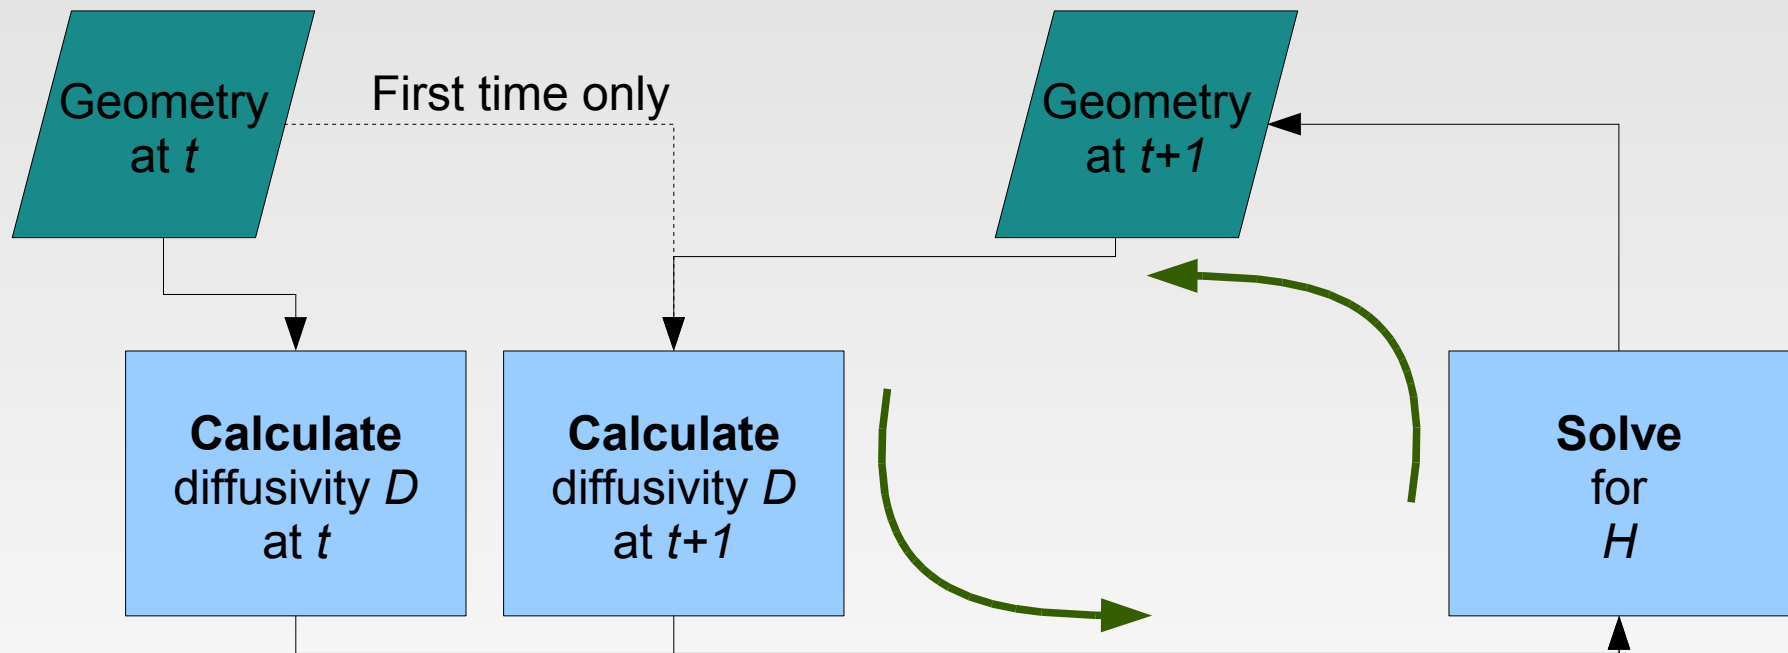 Geometry
at t
First time only
Geometry
at t+1
Calculate
diffusivity D
at t
Calculate
diffusivity D
at t+1
Solve
for
H